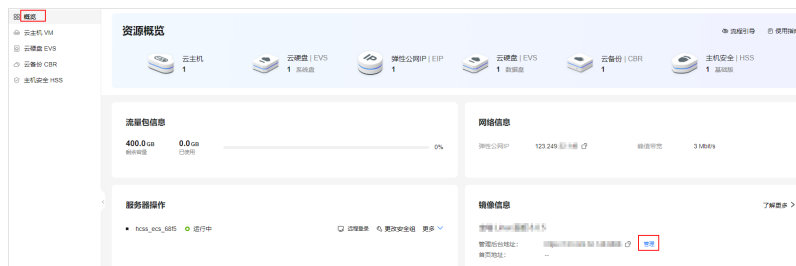 概览
云主机 VM
云硬盘 EVS
云备份 CBR
主机安全 HSS
资源概览
流程引导
使用指南
云主机
1
云硬盘 | EVS
1 系统盘
弹性公网IP | EIP
1
云硬盘 | EVS
1 数据盘
云备份 | CBR
1
主机安全 | HSS
1 基础版
流量包信息
400.0 GB
剩余容量
0.0 GB
已使用
0%
网络信息
弹性公网IP
123.249.
峰值带宽
3 Mbit/s
服务器操作
hcss_ecs_68f5
运行中
远程登录
更改安全组
更多
镜像信息
了解更多 >
管理后台地址:
管理
首页地址:
--